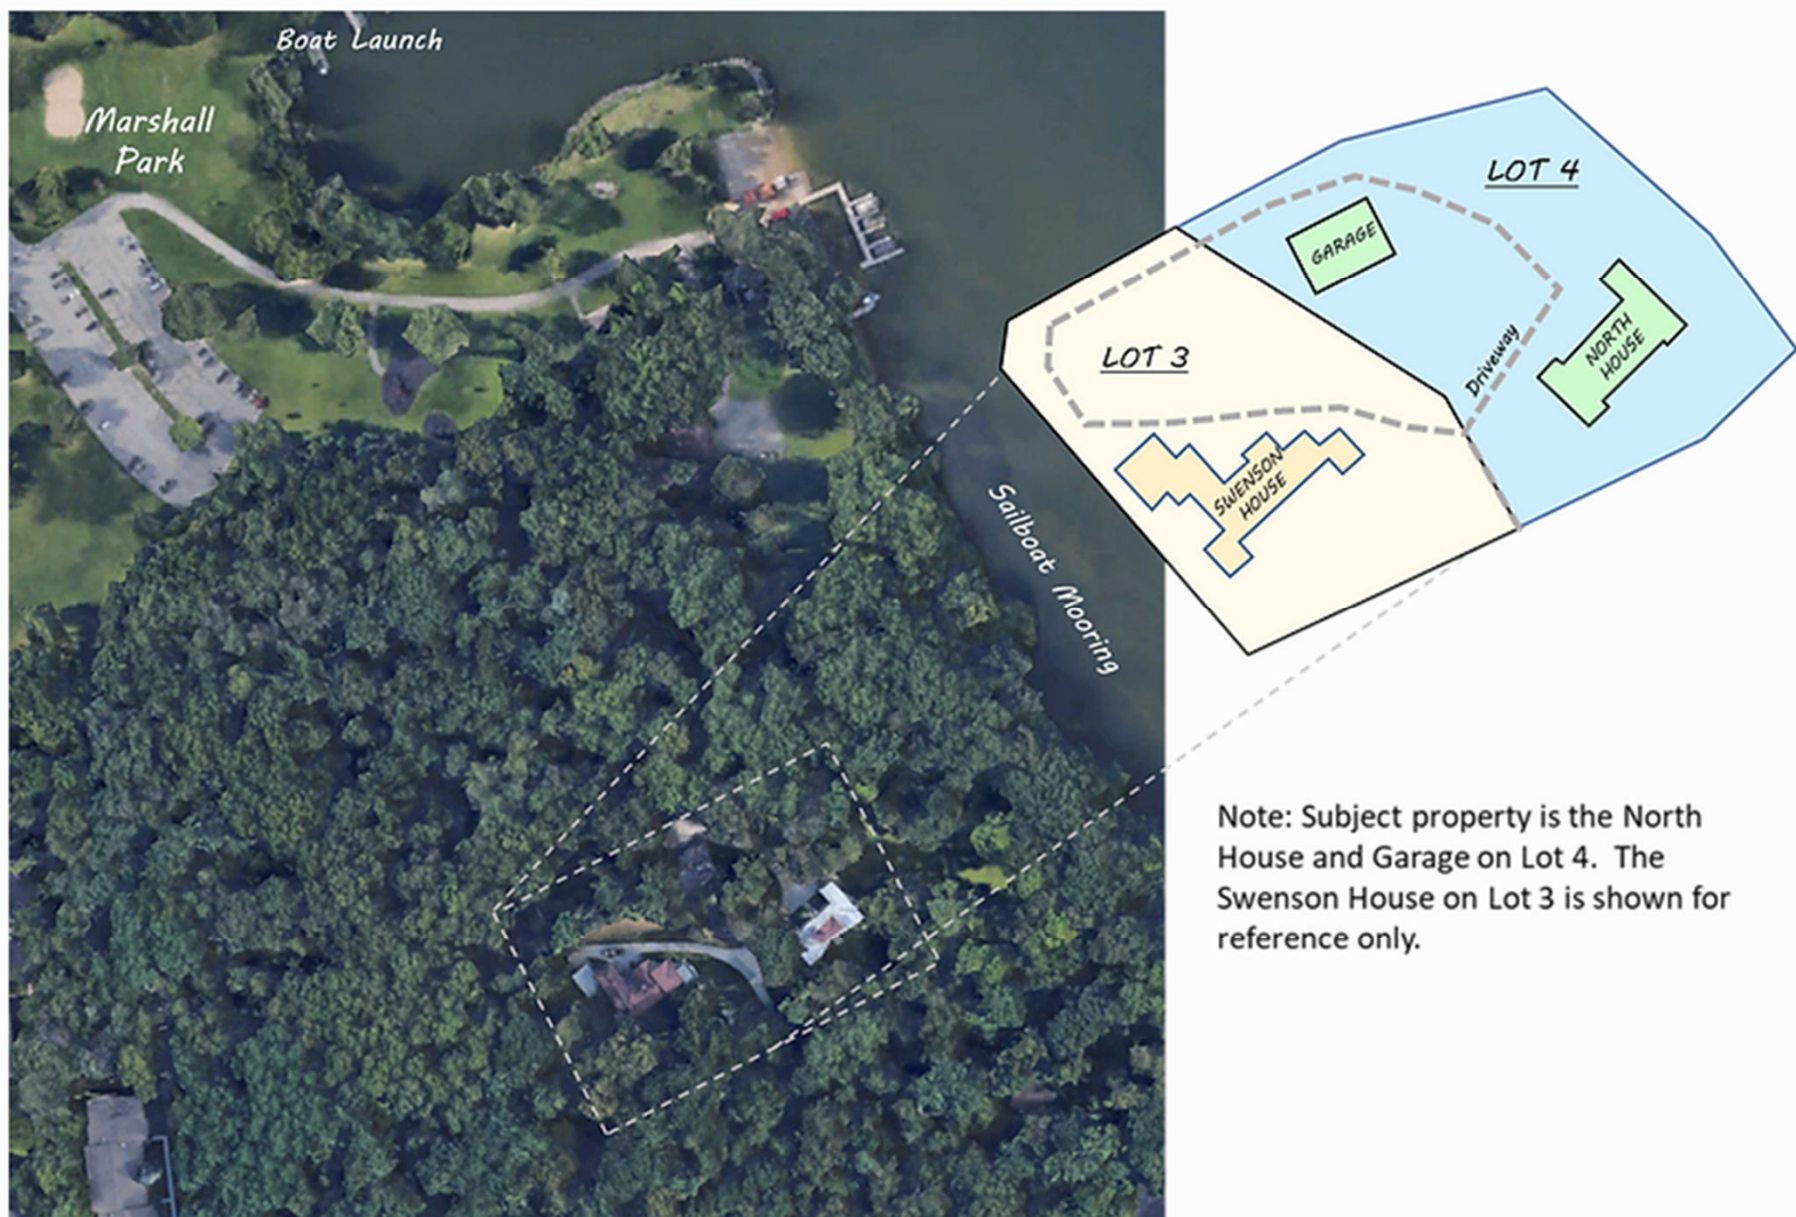 Boat Launch
Marshall
Park
LOT 4
GARAGE
NORTH
HOUSE
Driveway
LOT 3
SWENSON
HOUSE
Sailboat Mooring
Note: Subject property is the North
House and Garage on Lot 4. The
Swenson House on Lot 3 is shown for
reference only.